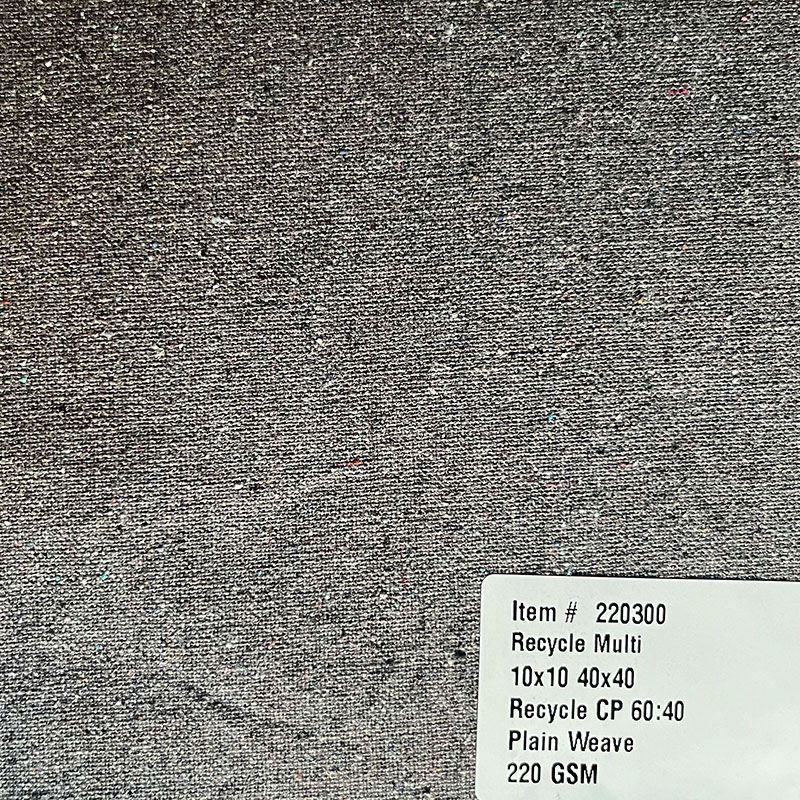 Item # 220300
Recycle Multi
10x10 40x40
Recycle CP 60:40
Plain Weave
220 GSM